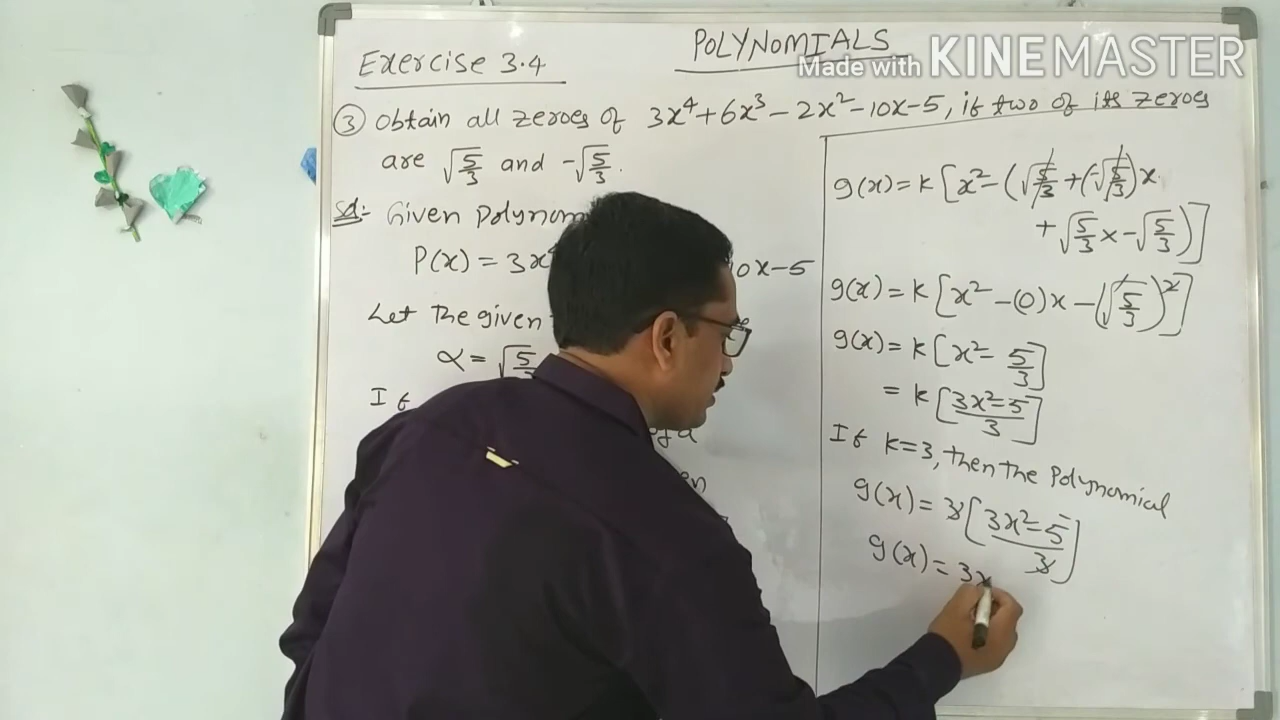 POLYNOMIALS
Made with KINEMASTER
Exercise 3.4
③ Obtain all zeroes of 3x⁴+6x³-2x²-10x-5, if two of its zeroes
are √5/3 and -√5/3.
Sol:- Given Polynom
P(x) = 3x⁴ 10x-5
Let the given
α = √5/3
If
of a
g(x) = k [x²-(√5/3+(-√5/3)x
+√5/3 x-√5/3)]
g(x) = k [x²-(0)x-(√5/3)²]
g(x) = k [x²-5/3]
= k [3x²-5/3]
If k=3, then the Polynomial
g(x) = 3[3x²-5/3]
g(x) = 3x